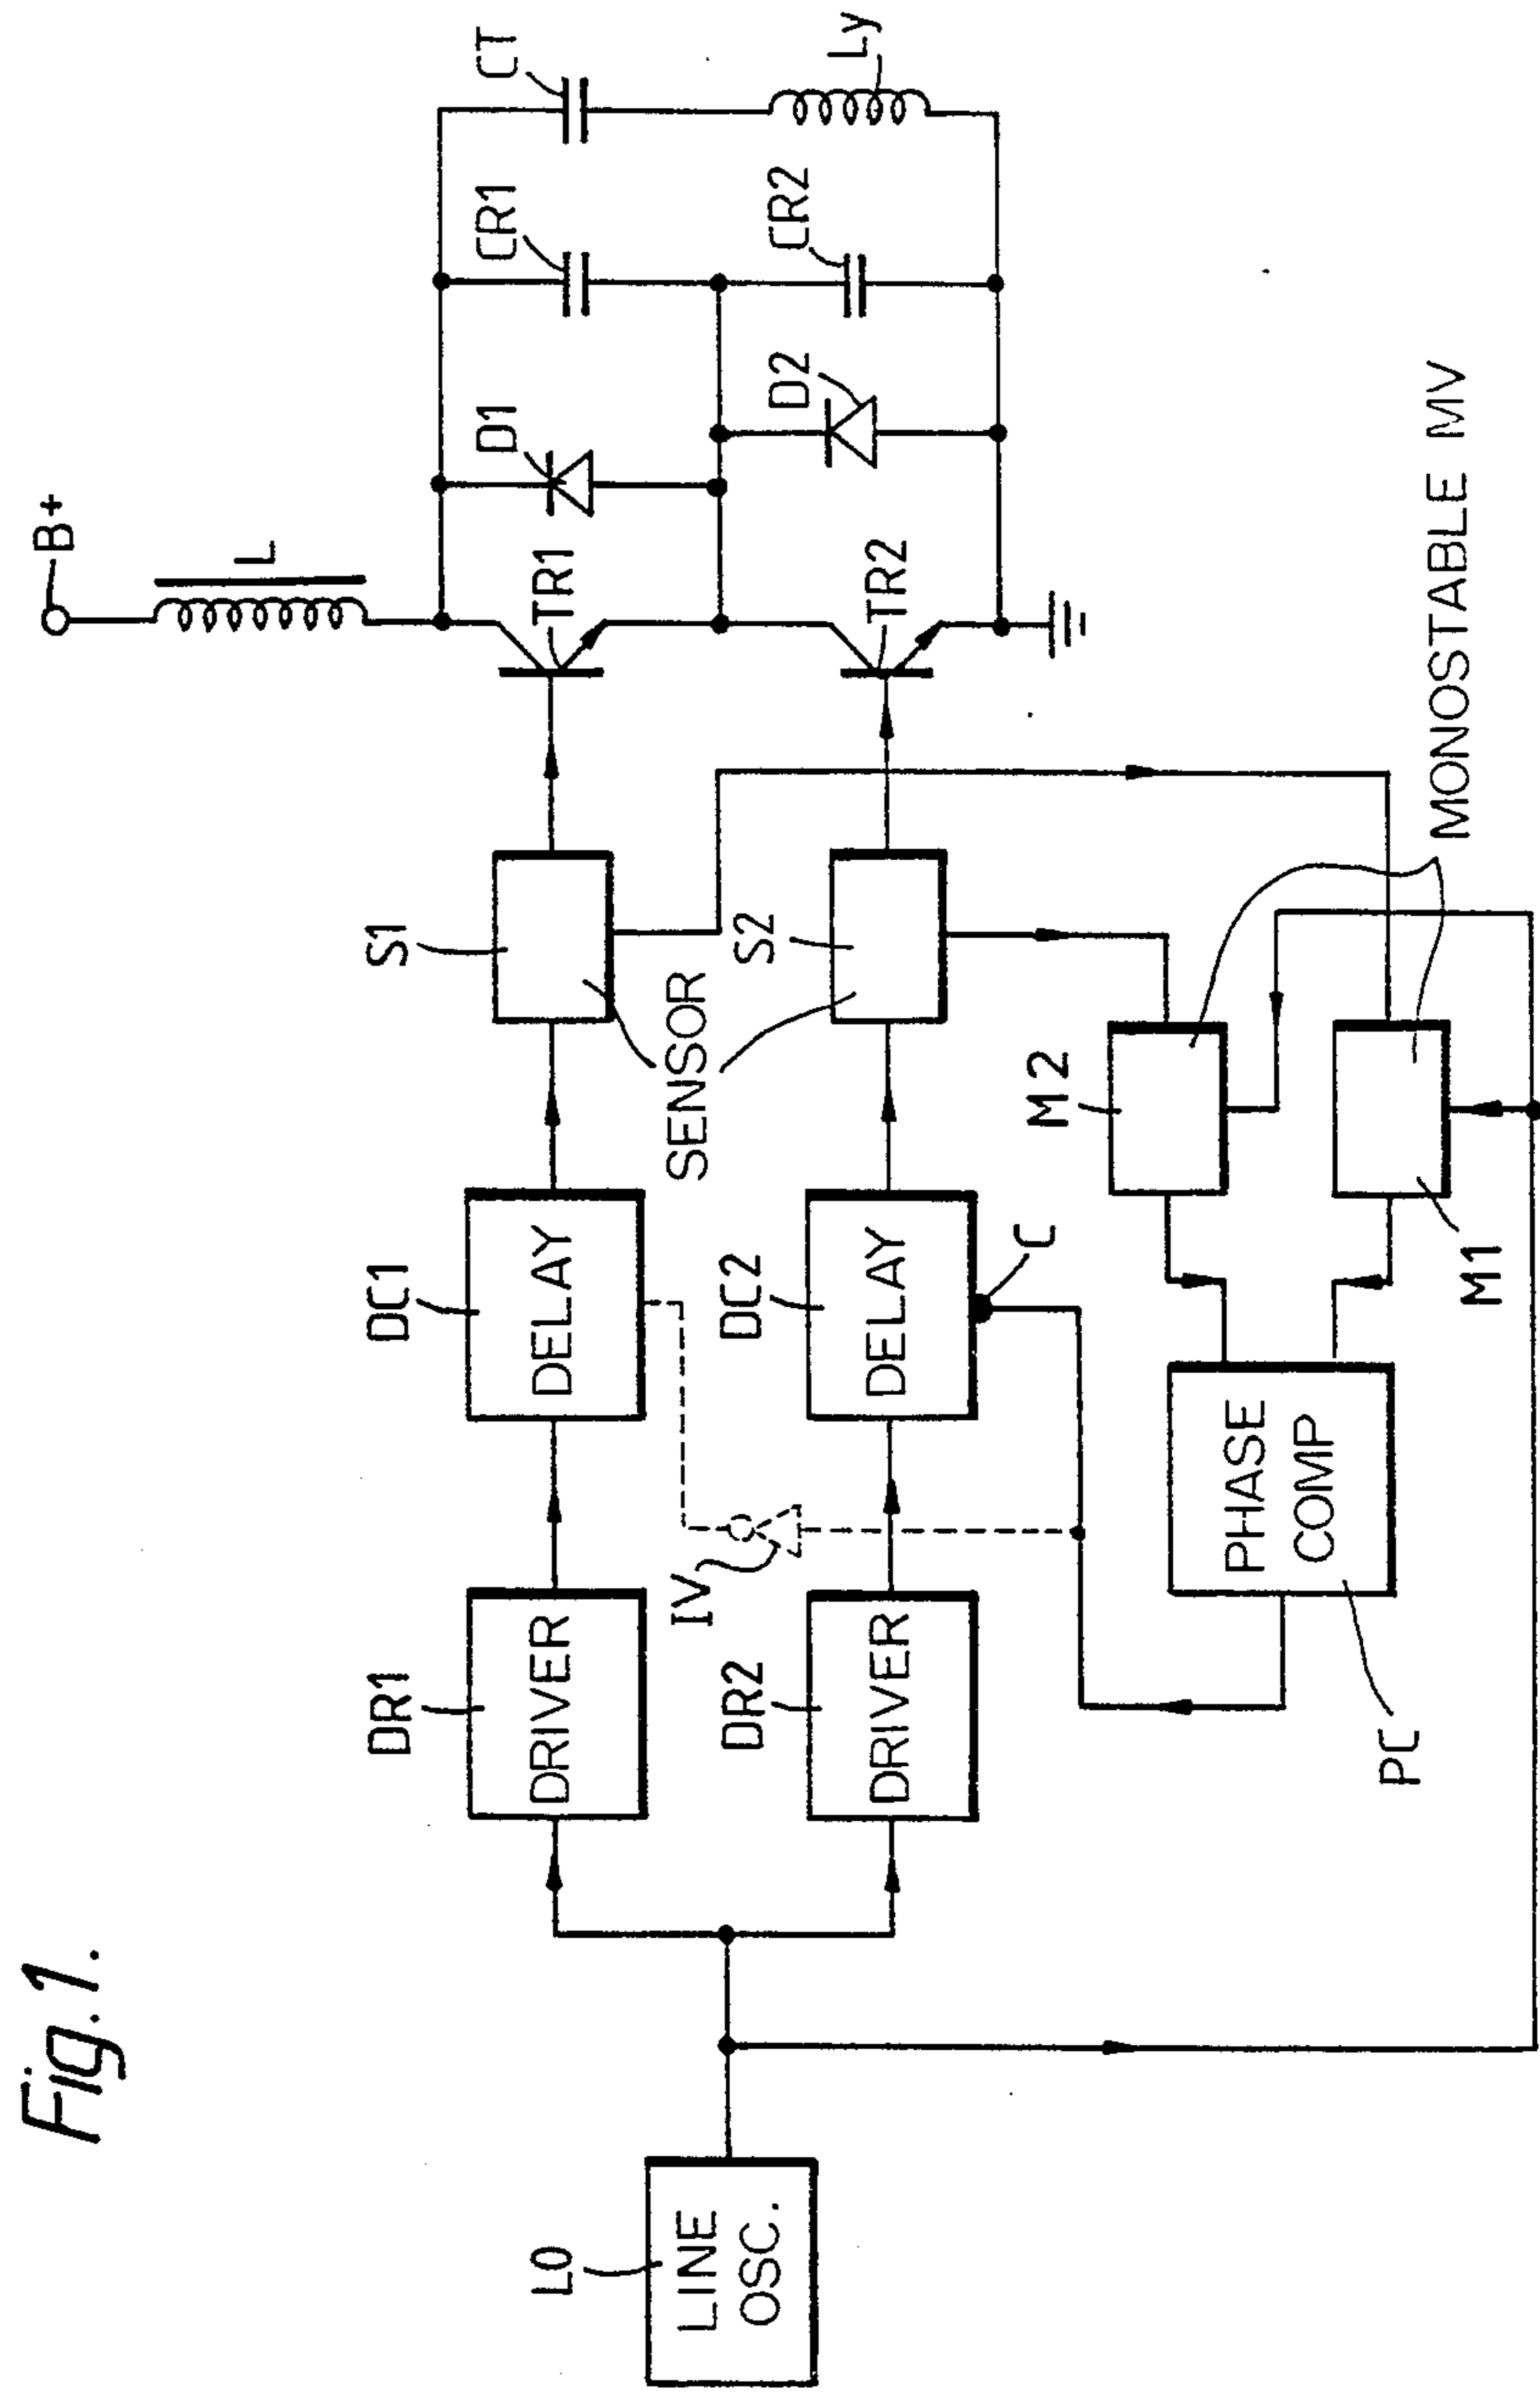 Fig.1.
B+
L
CT
Ly
CR1
CR2
D1
D2
TR1
TR2
S1
S2
SENSOR
DC1
DELAY
DC2
DELAY
C
DR1
DRIVER
DR2
DRIVER
IV
LO
LINE
OSC.
M2
M1
MONOSTABLE MV
PHASE
COMP
PC